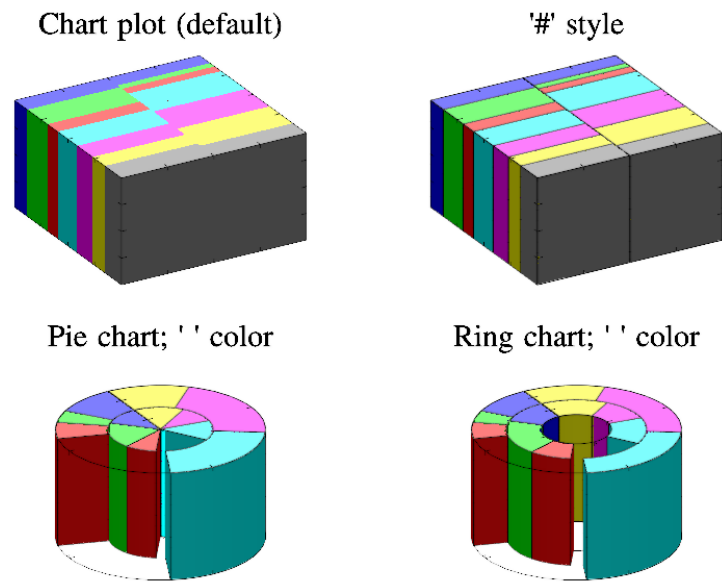 Chart plot (default)
'#' style
Pie chart; ' ' color
Ring chart; ' ' color